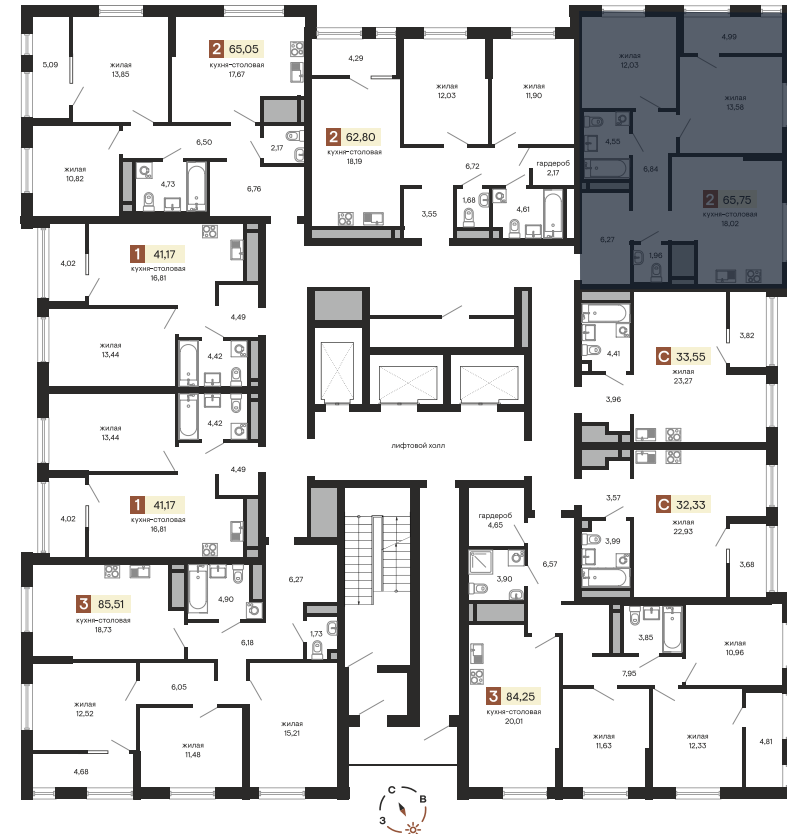 5,09
жилая
13,85
2 65,05
кухня-столовая
17,67
4,29
жилая
12,03
жилая
11,90
жилая
12,03
4,99
жилая
13,58
жилая
10,82
6,50
2,17
4,73
6,76
2 62,80
кухня-столовая
18,19
6,72
гардероб
2,17
3,55
1,68
4,61
4,55
6,84
2 65,75
кухня-столовая
18,02
6,27
1,96
4,02
1 41,17
кухня-столовая
16,81
4,49
жилая
13,44
4,42
4,41
С 33,55
жилая
23,27
3,82
3,96
жилая
13,44
4,42
4,49
лифтовой холл
4,02
1 41,17
кухня-столовая
16,81
гардероб
4,65
3,57
С 32,33
жилая
22,93
3,99
3,68
3 85,51
кухня-столовая
18,73
4,90
6,27
3,90
6,57
6,18
1,73
3,85
жилая
10,96
7,95
жилая
12,52
6,05
жилая
11,48
жилая
15,21
4,68
3 84,25
кухня-столовая
20,01
жилая
11,63
жилая
12,33
4,81
С
В
З